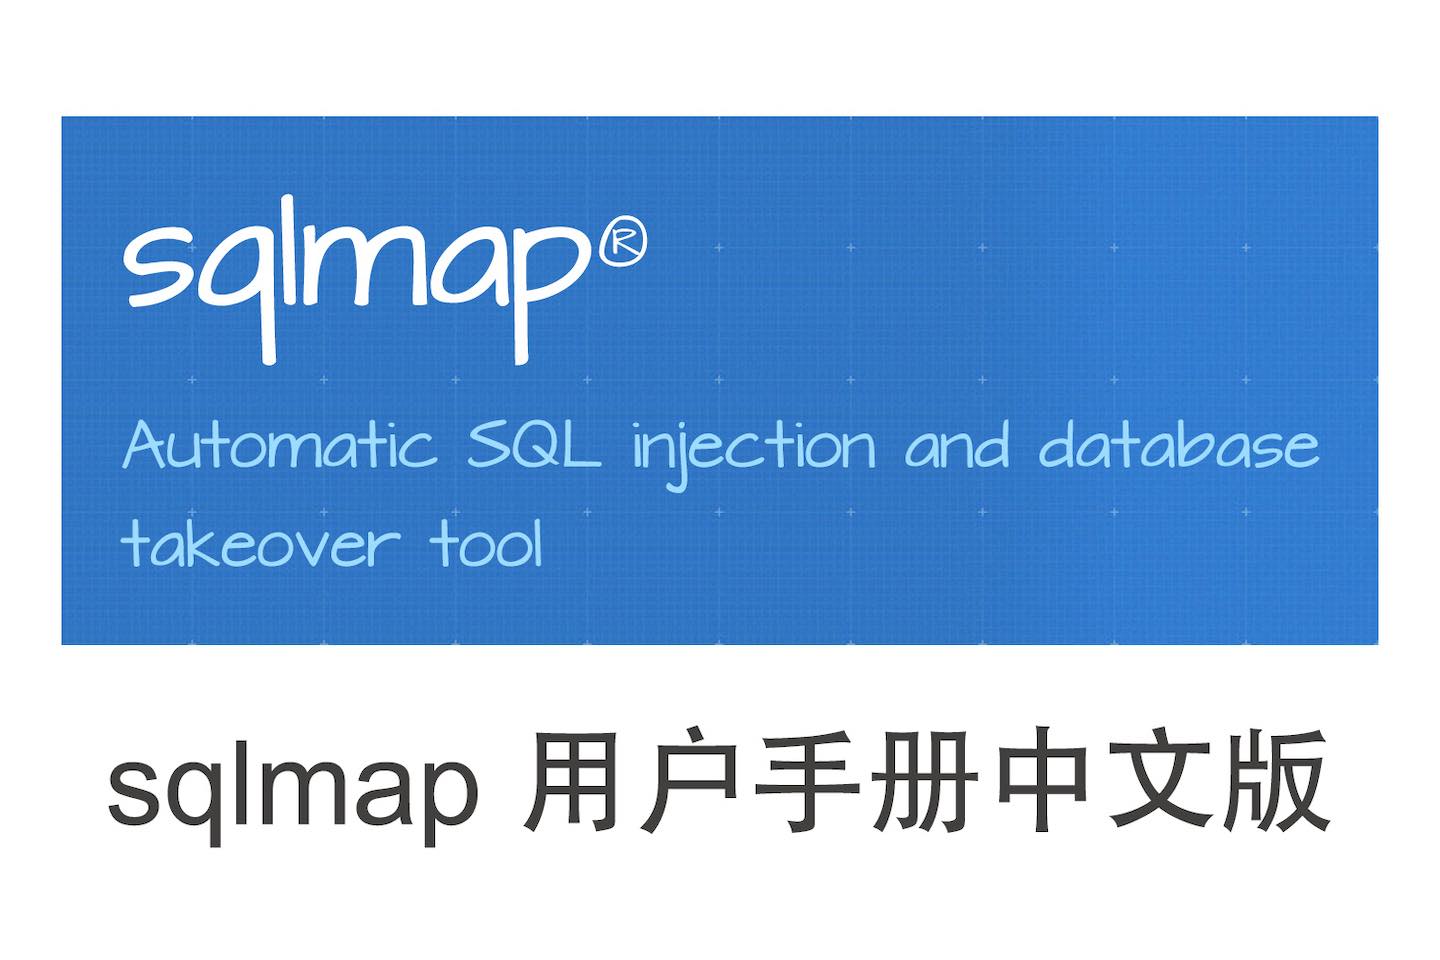 sqlmap®
Automatic SQL injection and database
takeover tool
sqlmap 用户手册中文版